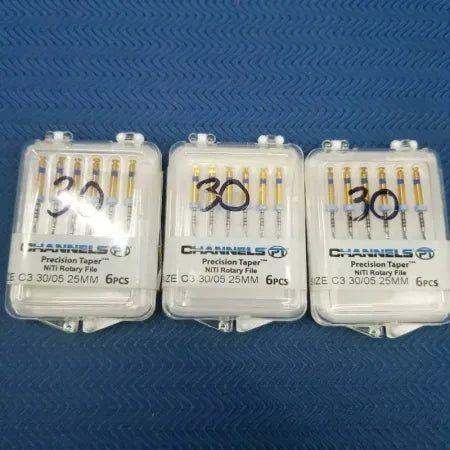 30
CHANNELS PT
Precision Taper™
NiTi Rotary File
ZE C3 30/05 25MM 6PCS
30
CHANNELS PT
Precision Taper™
NiTi Rotary File
SIZE C3 30/05 25MM 6PCS
30
CHANNELS PT
Precision Taper™
NiTi Rotary File
SIZE C3 30/05 25MM 6PCS